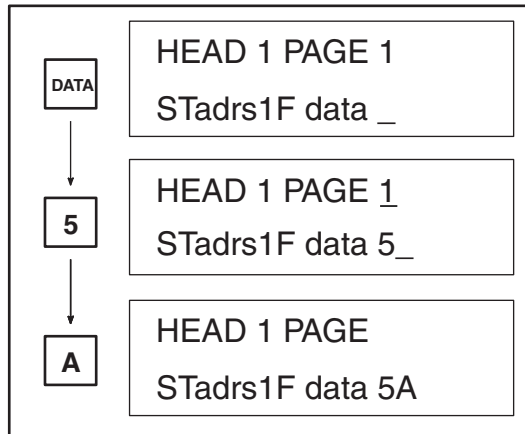 DATA
HEAD 1 PAGE 1
STadrs1F data _
5
HEAD 1 PAGE 1
STadrs1F data 5_
A
HEAD 1 PAGE
STadrs1F data 5A